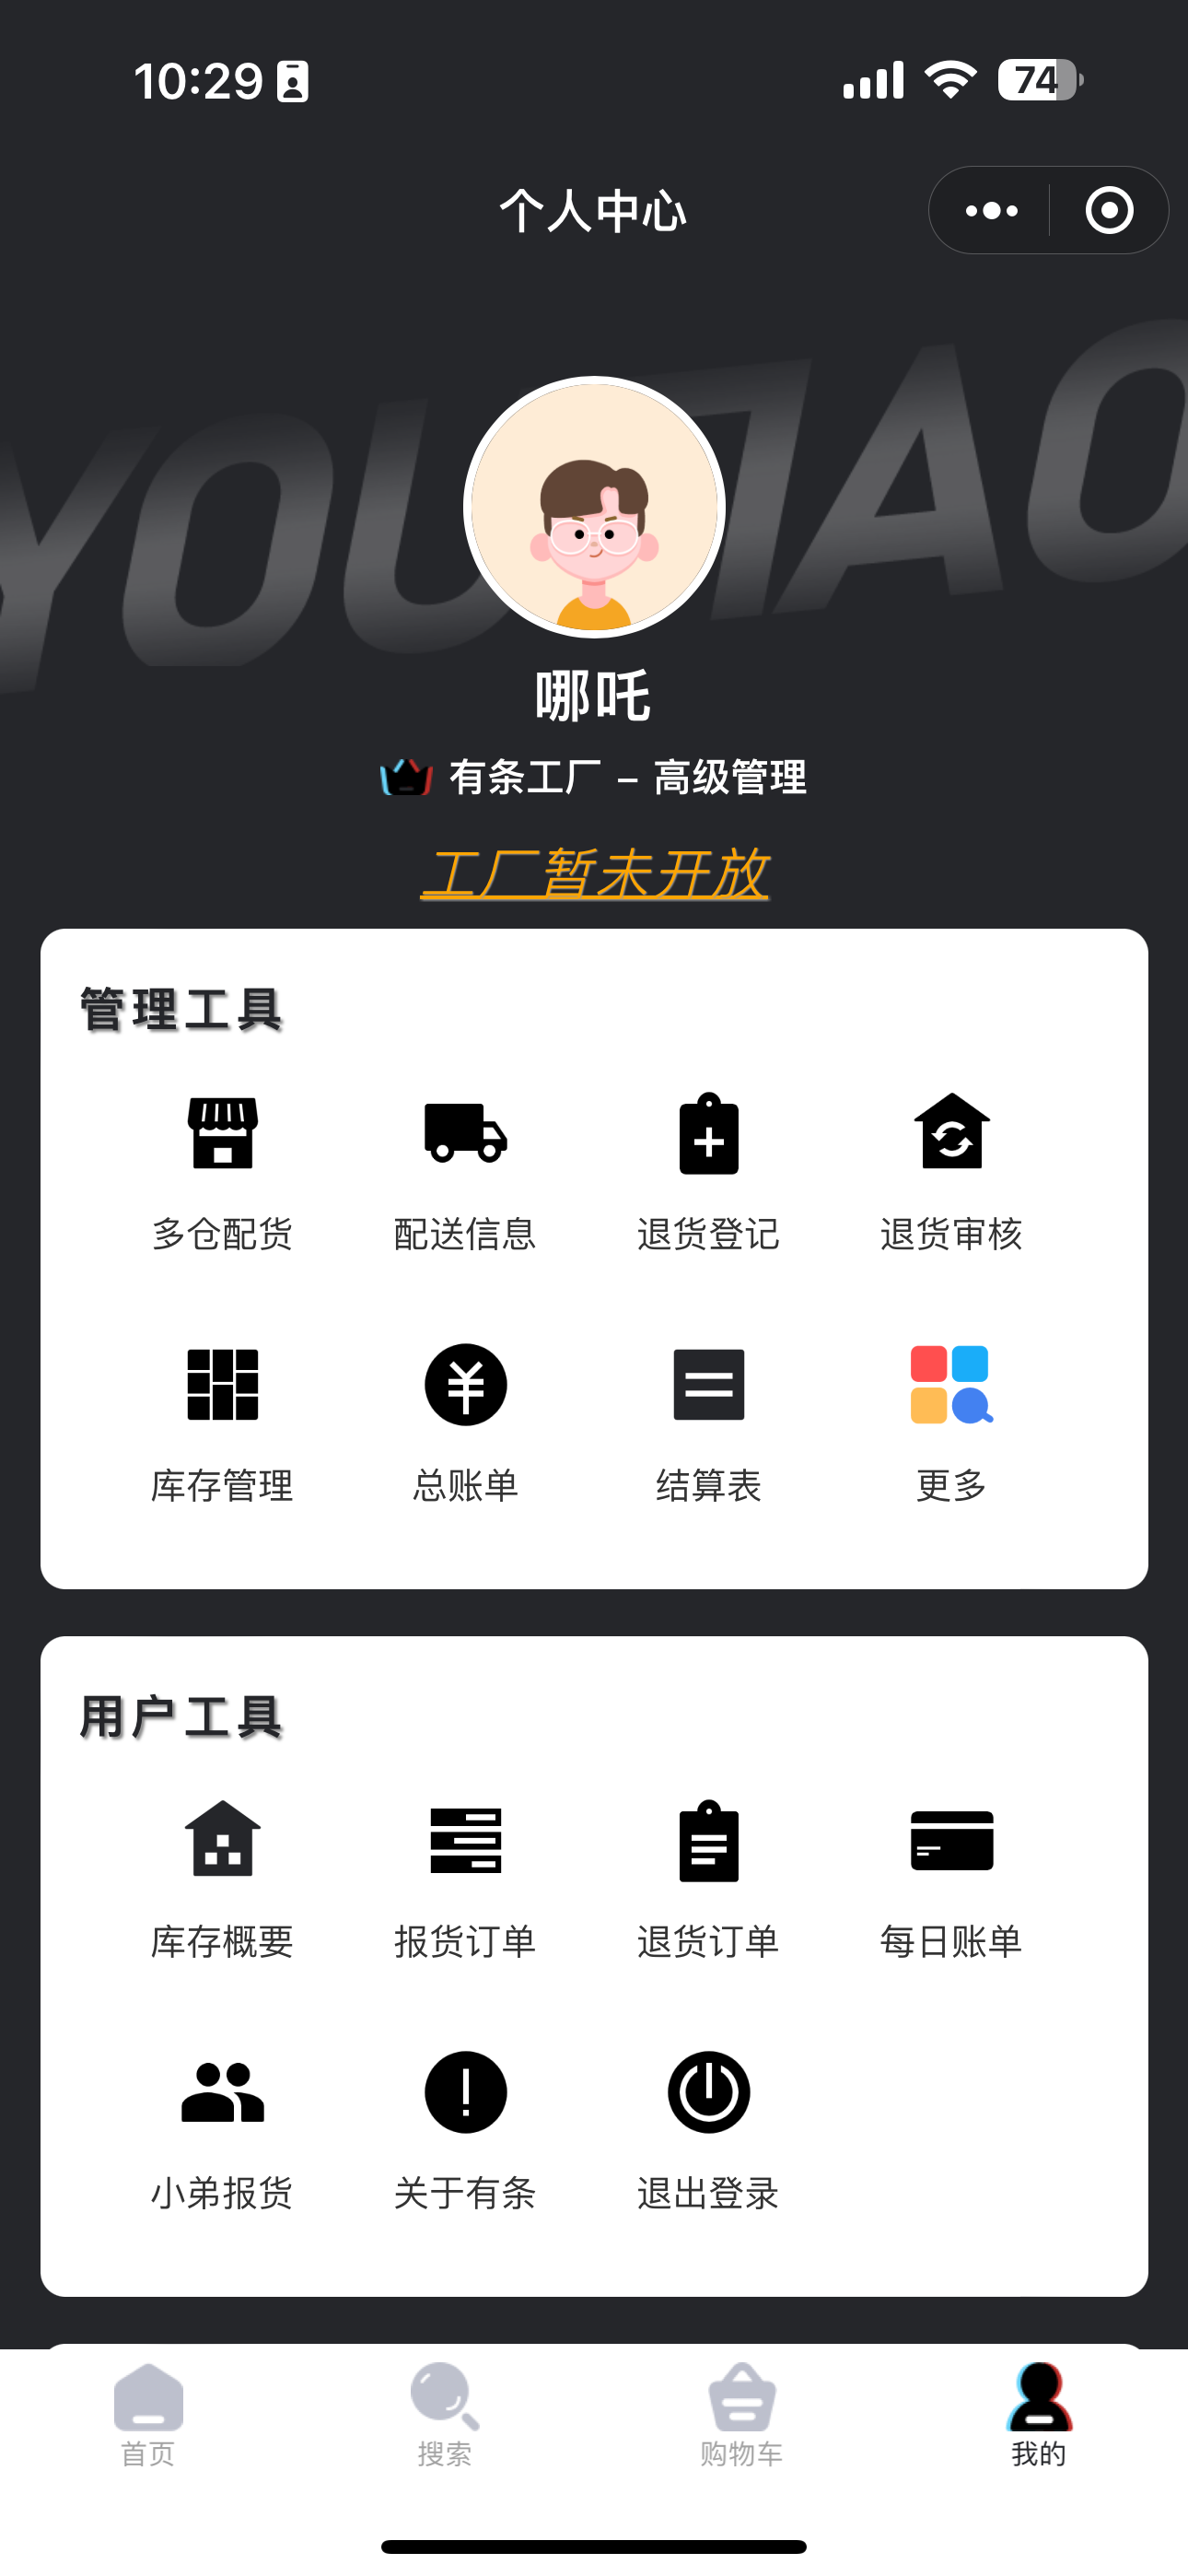 10:29
74
个人中心
YOUTIAO
哪吒
有条工厂 – 高级管理
工厂暂未开放
管理工具
多仓配货 配送信息 退货登记 退货审核
库存管理 总账单 结算表 更多
用户工具
库存概要 报货订单 退货订单 每日账单
小弟报货 关于有条 退出登录
首页 搜索 购物车 我的